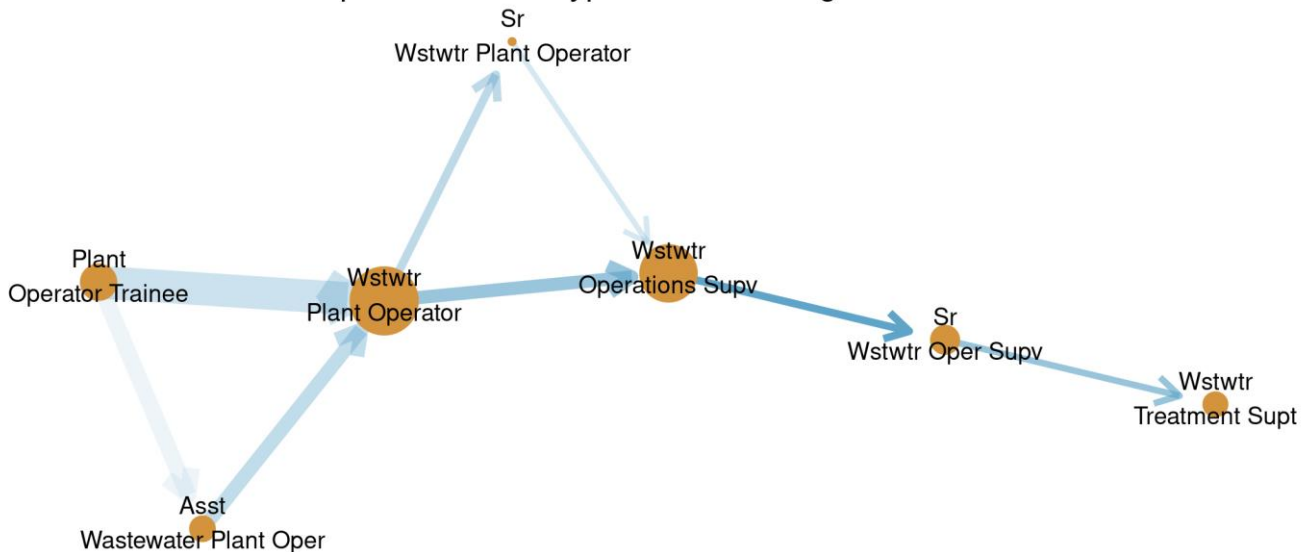 Sr
Wstwtr Plant Operator
Plant
Operator Trainee
Wstwtr
Plant Operator
Wstwtr
Operations Supv
Sr
Wstwtr Oper Supv
Wstwtr
Treatment Supt
Asst
Wastewater Plant Oper